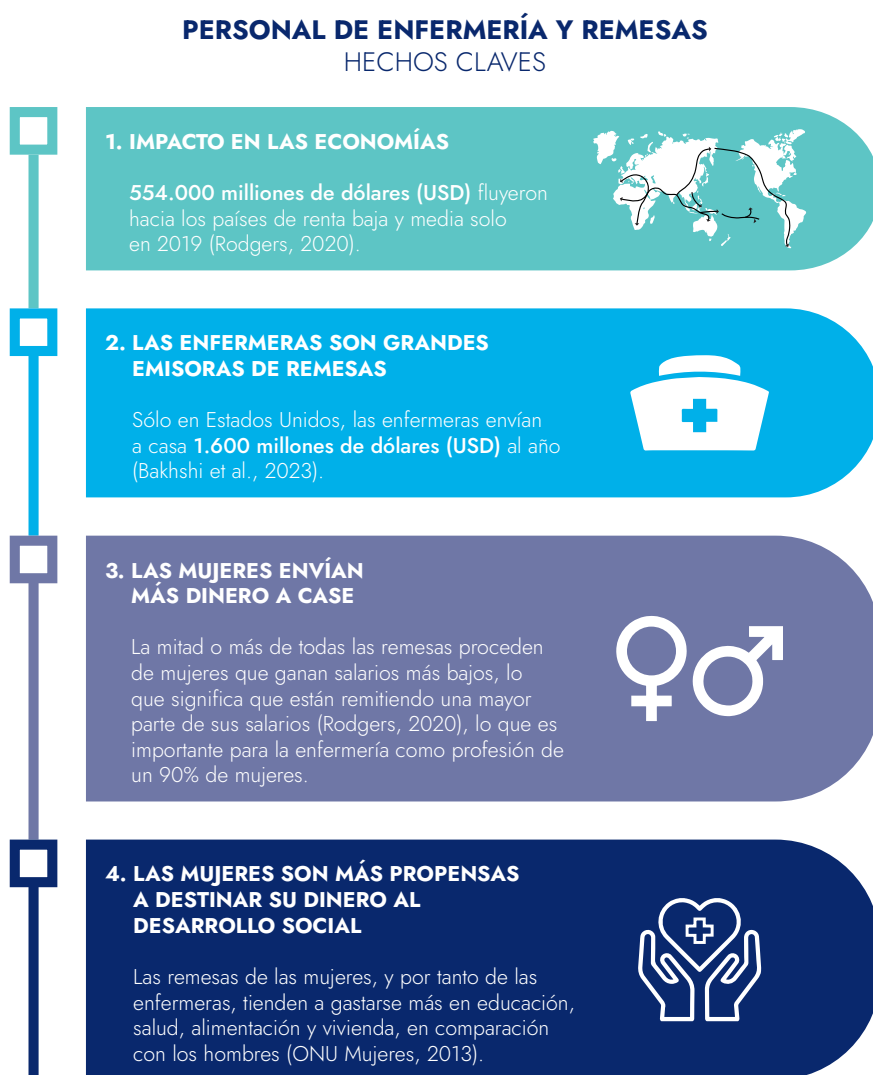 PERSONAL DE ENFERMERÍA Y REMESAS
HECHOS CLAVES
1. IMPACTO EN LAS ECONOMÍAS
554.000 milliones de dólares (USD) fluyeron
hacia los países de renta baja y media solo
en 2019 (Rodgers, 2020).
2. LAS ENFERMERAS SON GRANDES
EMISORAS DE REMESAS
Sólo en Estados Unidos, las enfermeras envían
a casa 1.600 millones de dólares (USD) al año
(Bakhshi et al., 2023).
3. LAS MUJERES ENVÍAN
MÁS DINERO A CASE
La mitad o más de todas las remesas proceden
de mujeres que ganan salarios más bajos, lo
que significa que están remitiendo una mayor
parte de sus salarios (Rodgers, 2020), lo que es
importante para la enfermería como profesión de
un 90% de mujeres.
4. LAS MUJERES SON MÁS PROPENSAS
A DESTINAR SU DINERO AL
DESARROLLO SOCIAL
Las remesas de las mujeres, y por tanto de las
enfermeras, tienden a gastarse más en educación,
salud, alimentación y vivienda, en comparación
con los hombres (ONU Mujeres, 2013).